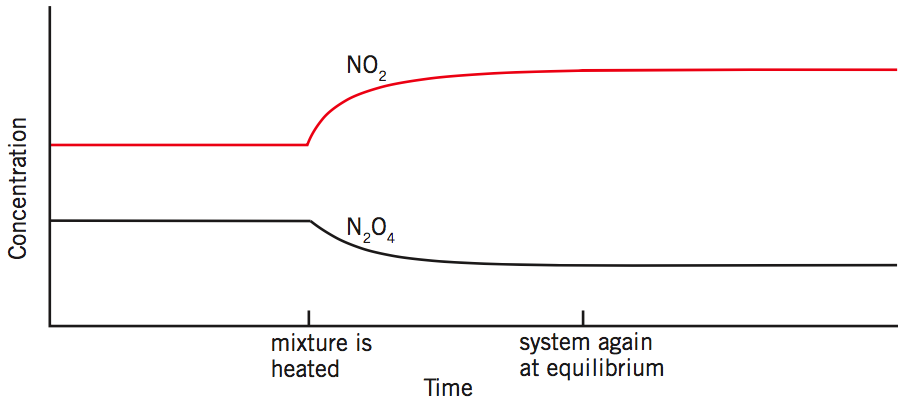 NO₂
N₂O₄
Concentration
mixture is
heated
system again
at equilibrium
Time